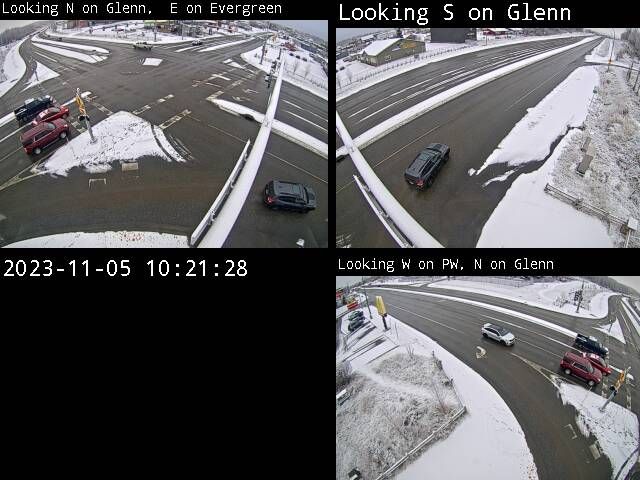 Looking N on Glenn,  E on Evergreen
Looking S on Glenn
2023-11-05 10:21:28
Looking W on PW, N on Glenn